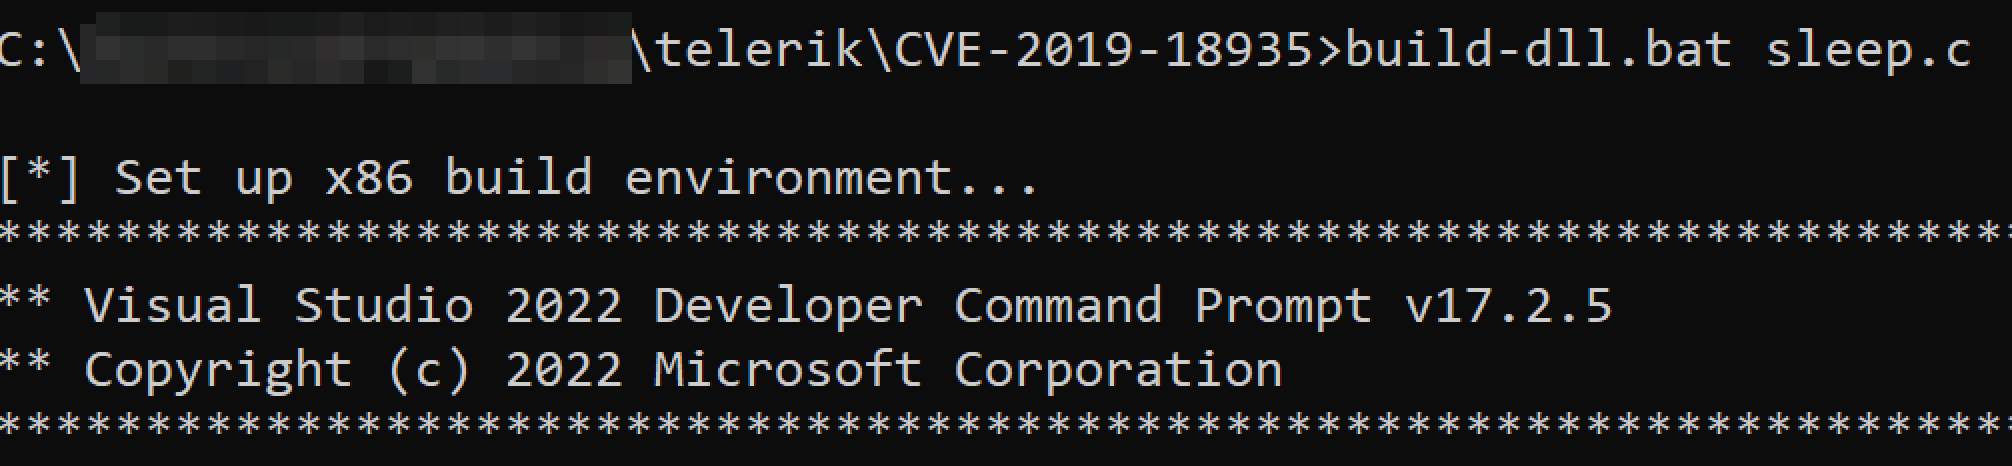 C:\ \telerik\CVE-2019-18935>build-dll.bat sleep.c
[*] Set up x86 build environment...
*******************************************************************
** Visual Studio 2022 Developer Command Prompt v17.2.5
** Copyright (c) 2022 Microsoft Corporation
*******************************************************************